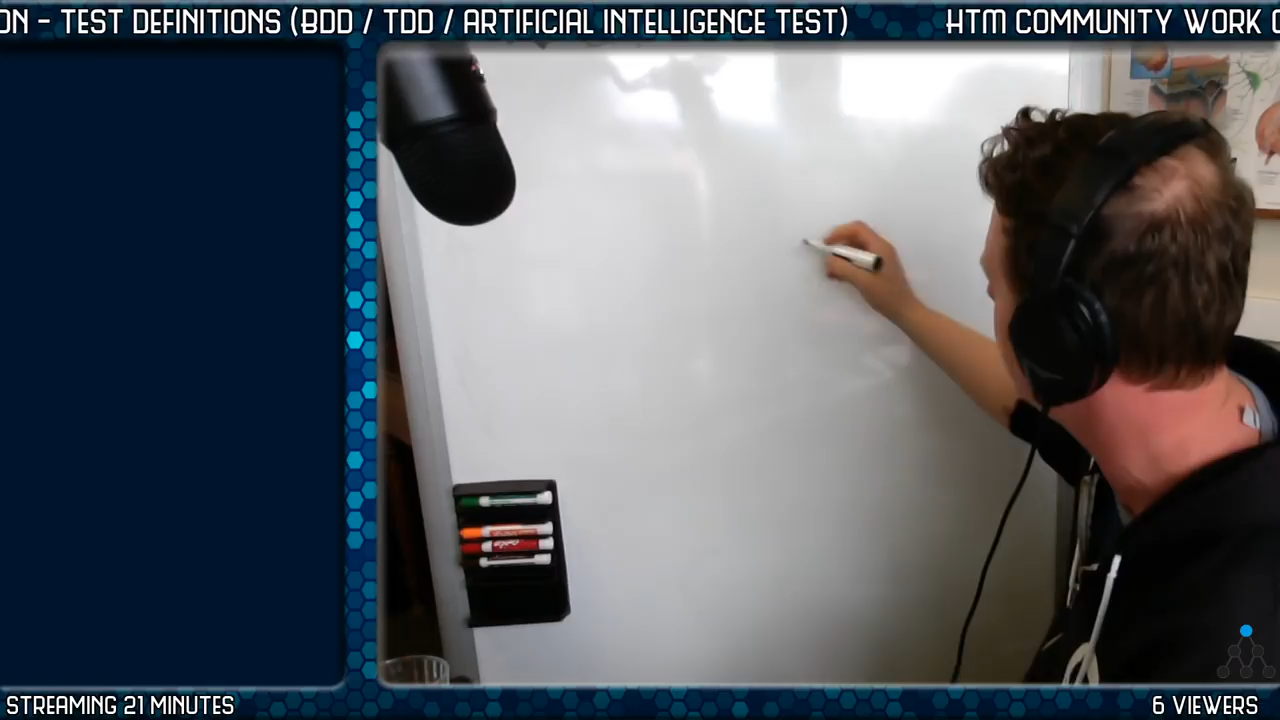 ON - TEST DEFINITIONS (BDD / TDD / ARTIFICIAL INTELLIGENCE TEST) HTM COMMUNITY WORK
STREAMING 21 MINUTES
6 VIEWERS